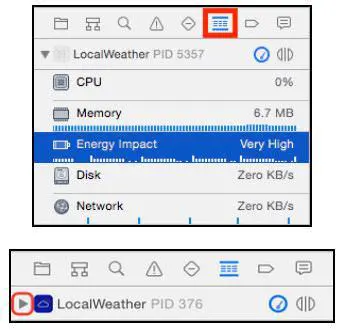 LocalWeather PID 5357
CPU 0%
Memory 6.7 MB
Energy Impact Very High
Disk Zero KB/s
Network Zero KB/s
LocalWeather PID 376